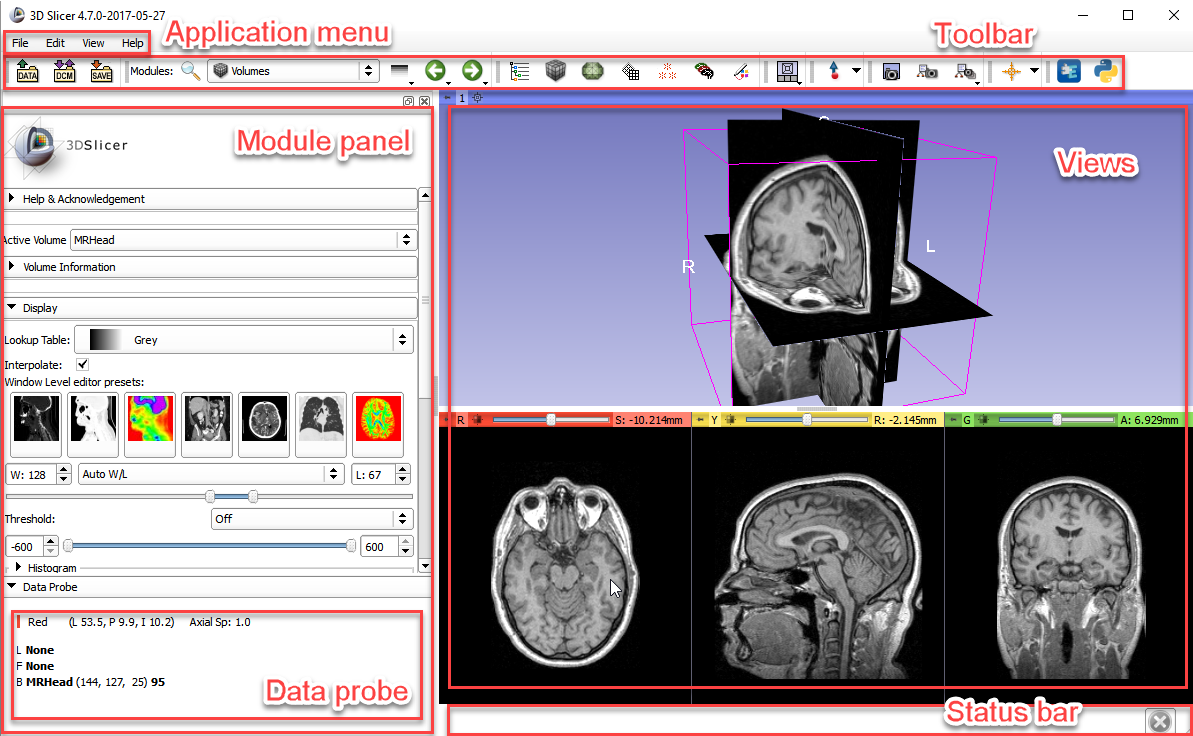 3D Slicer 4.7.0-2017-05-27
File Edit View Help
Application menu
Toolbar
DATA DCM SAVE Modules: Volumes
1
Module panel
3DSlicer
Views
Help & Acknowledgement
Active Volume MRHead
Volume Information
Display
Lookup Table: Grey
Interpolate:
Window Level editor presets:
W: 128 Auto W/L L: 67
Threshold: Off
-600 600
Histogram
Data Probe
Red (L 53.5, P 9.9, I 10.2) Axial Sp: 1.0
L None
F None
B MRHead (144, 127, 25) 95
Data probe
R
L
R S: -10.214mm Y R: -2.145mm G A: 6.929mm
Status bar